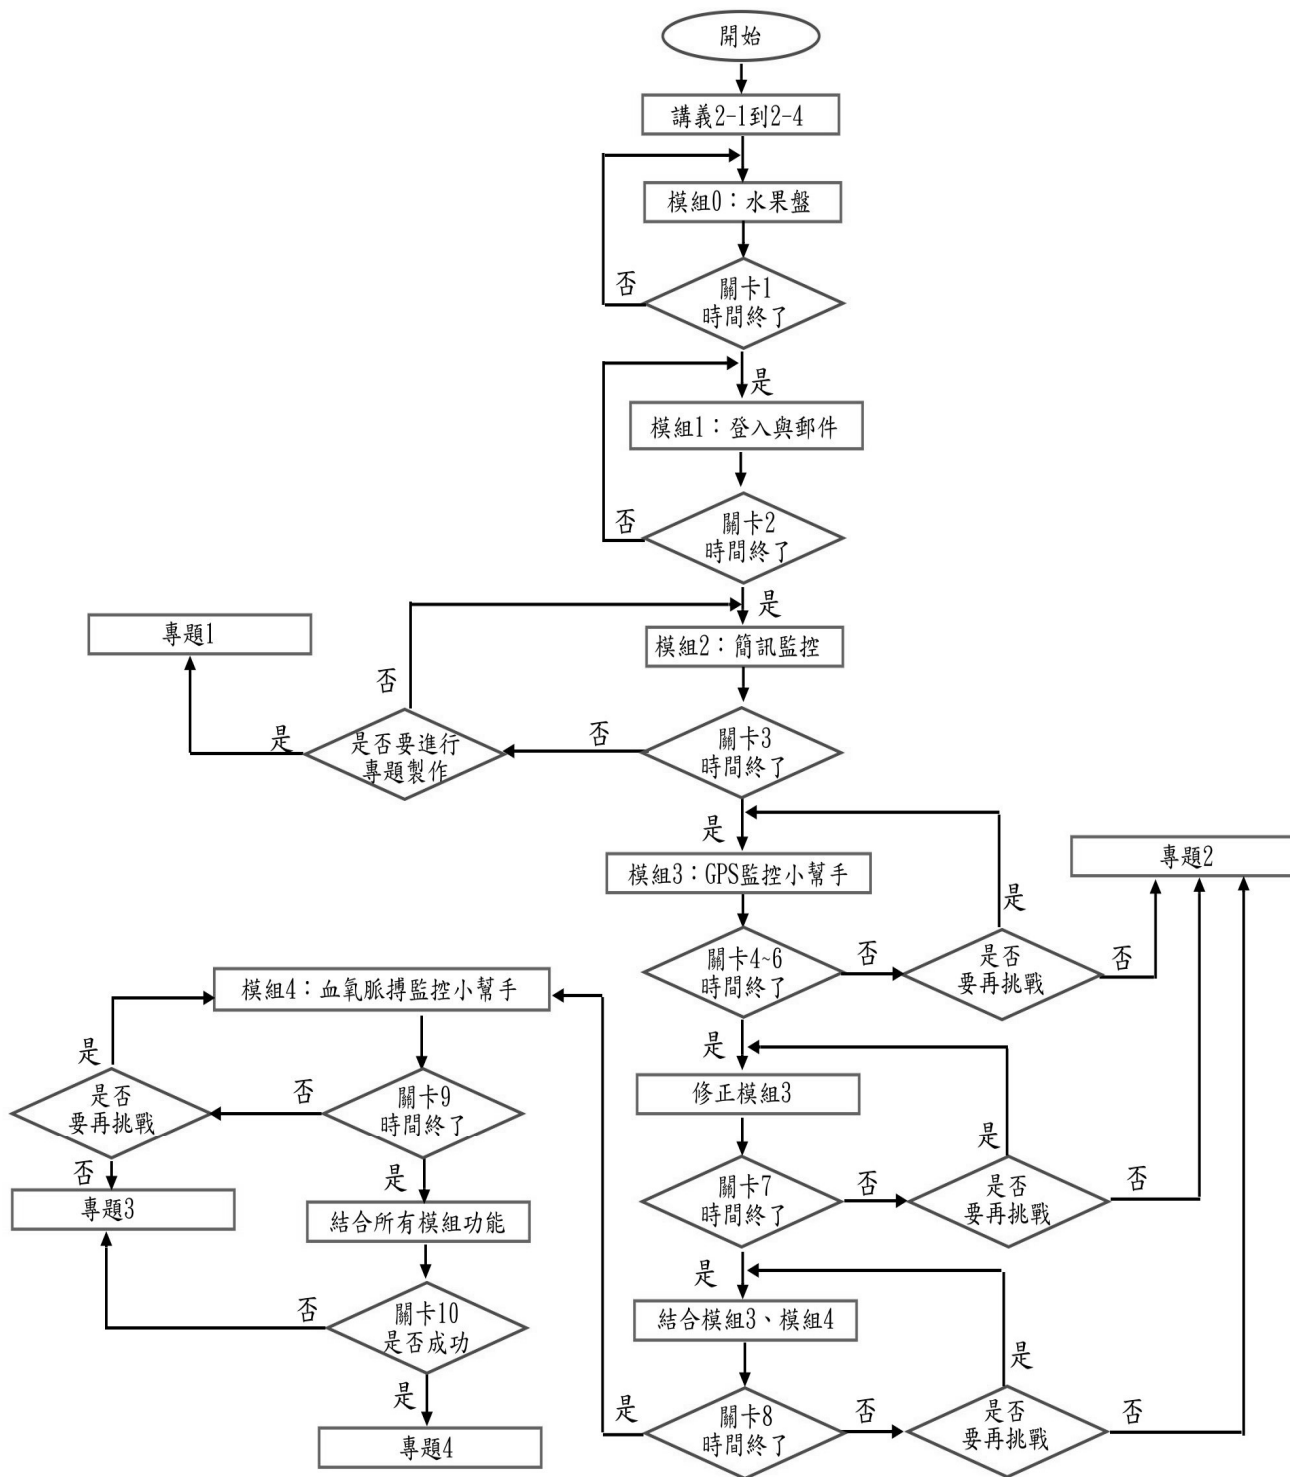 開始
講義2-1到2-4
模組0：水果盤
關卡1
時間終了
否
是
模組1：登入與郵件
關卡2
時間終了
否
是
專題1
模組2：簡訊監控
否
是
是否要進行
專題製作
否
關卡3
時間終了
是
專題2
模組3：GPS監控小幫手
是
關卡4~6
時間終了
否
是否
要再挑戰
否
模組4：血氧脈搏監控小幫手
是
是
是否
要再挑戰
否
關卡9
時間終了
修正模組3
是
否
是
專題3
結合所有模組功能
關卡7
時間終了
否
是否
要再挑戰
否
是
否
關卡10
是否成功
結合模組3、模組4
是
是
專題4
是
關卡8
時間終了
否
是否
要再挑戰
否